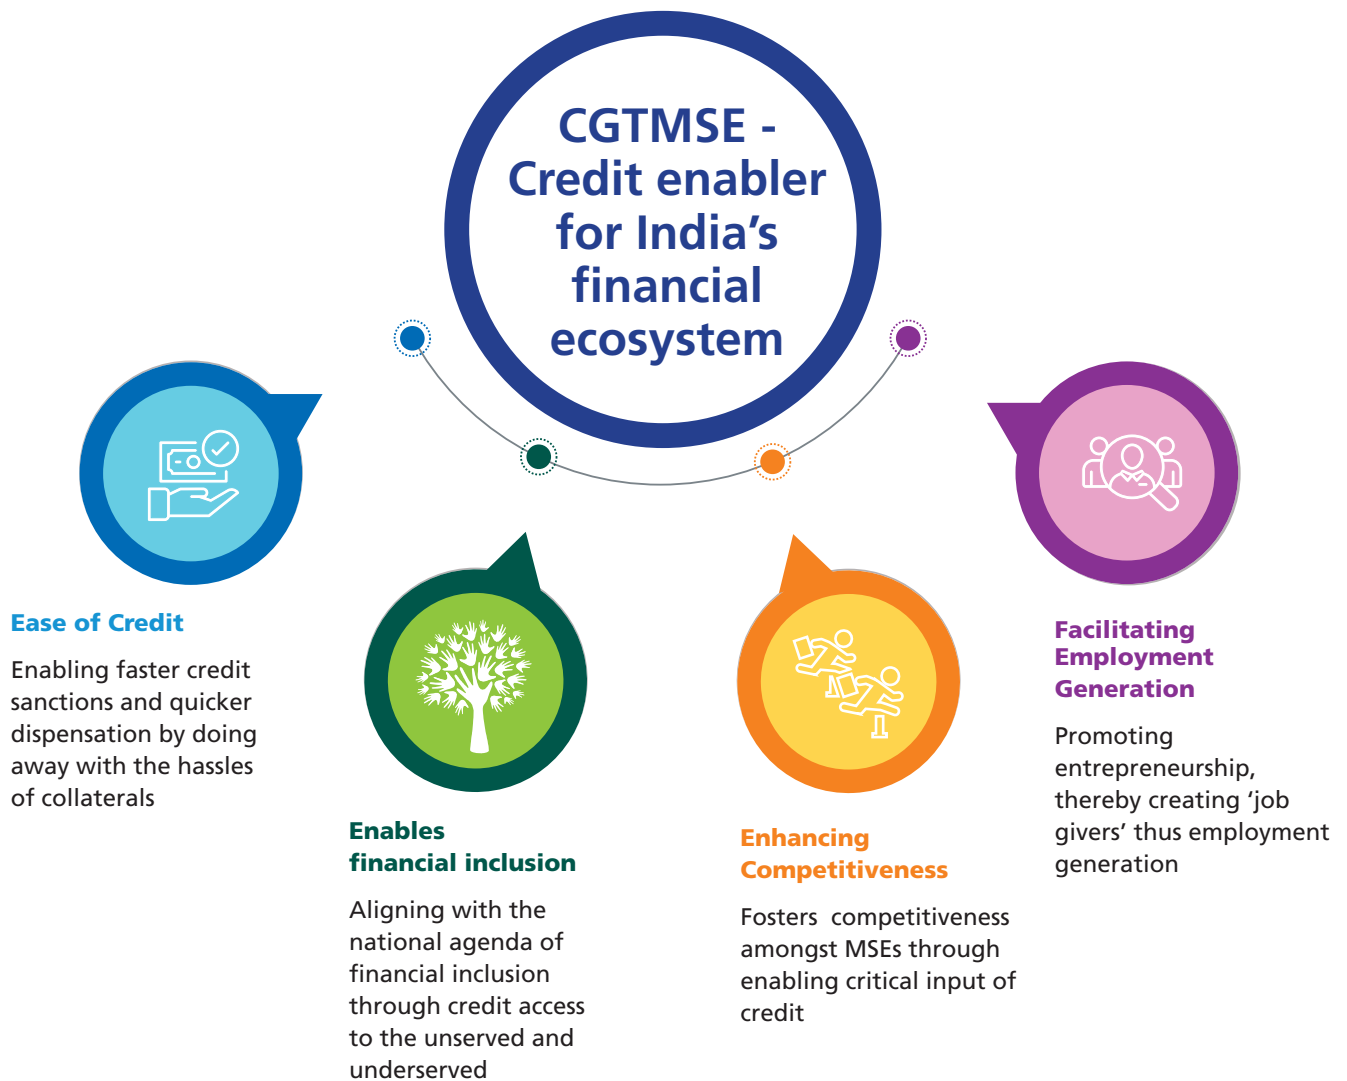 CGTMSE -
Credit enabler
for India’s
financial
ecosystem
Ease of Credit
Enabling faster credit
sanctions and quicker
dispensation by doing
away with the hassles
of collaterals
Enables
financial inclusion
Aligning with the
national agenda of
financial inclusion
through credit access
to the unserved and
underserved
Enhancing
Competitiveness
Fosters  competitiveness
amongst MSEs through
enabling critical input of
credit
Facilitating
Employment
Generation
Promoting
entrepreneurship,
thereby creating ‘job
givers’ thus employment
generation